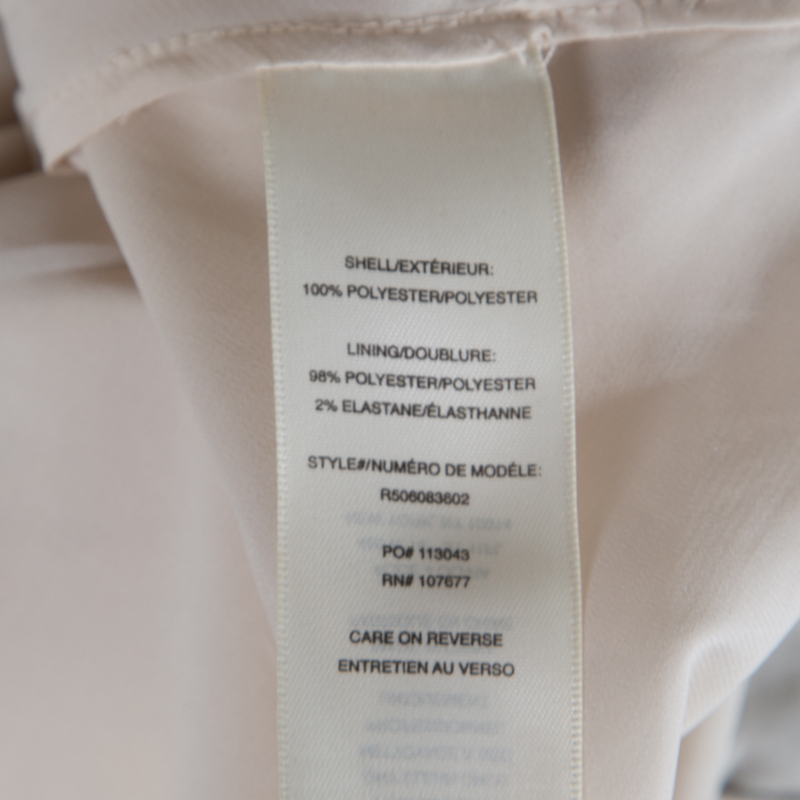 SHELL/EXTÉRIEUR:
100% POLYESTER/POLYESTER
LINING/DOUBLURE:
98% POLYESTER/POLYESTER
2% ELASTANE/ÉLASTHANNE
STYLE#/NUMÉRO DE MODÉLE:
R506083602
PO# 113043
RN# 107677
CARE ON REVERSE
ENTRETIEN AU VERSO